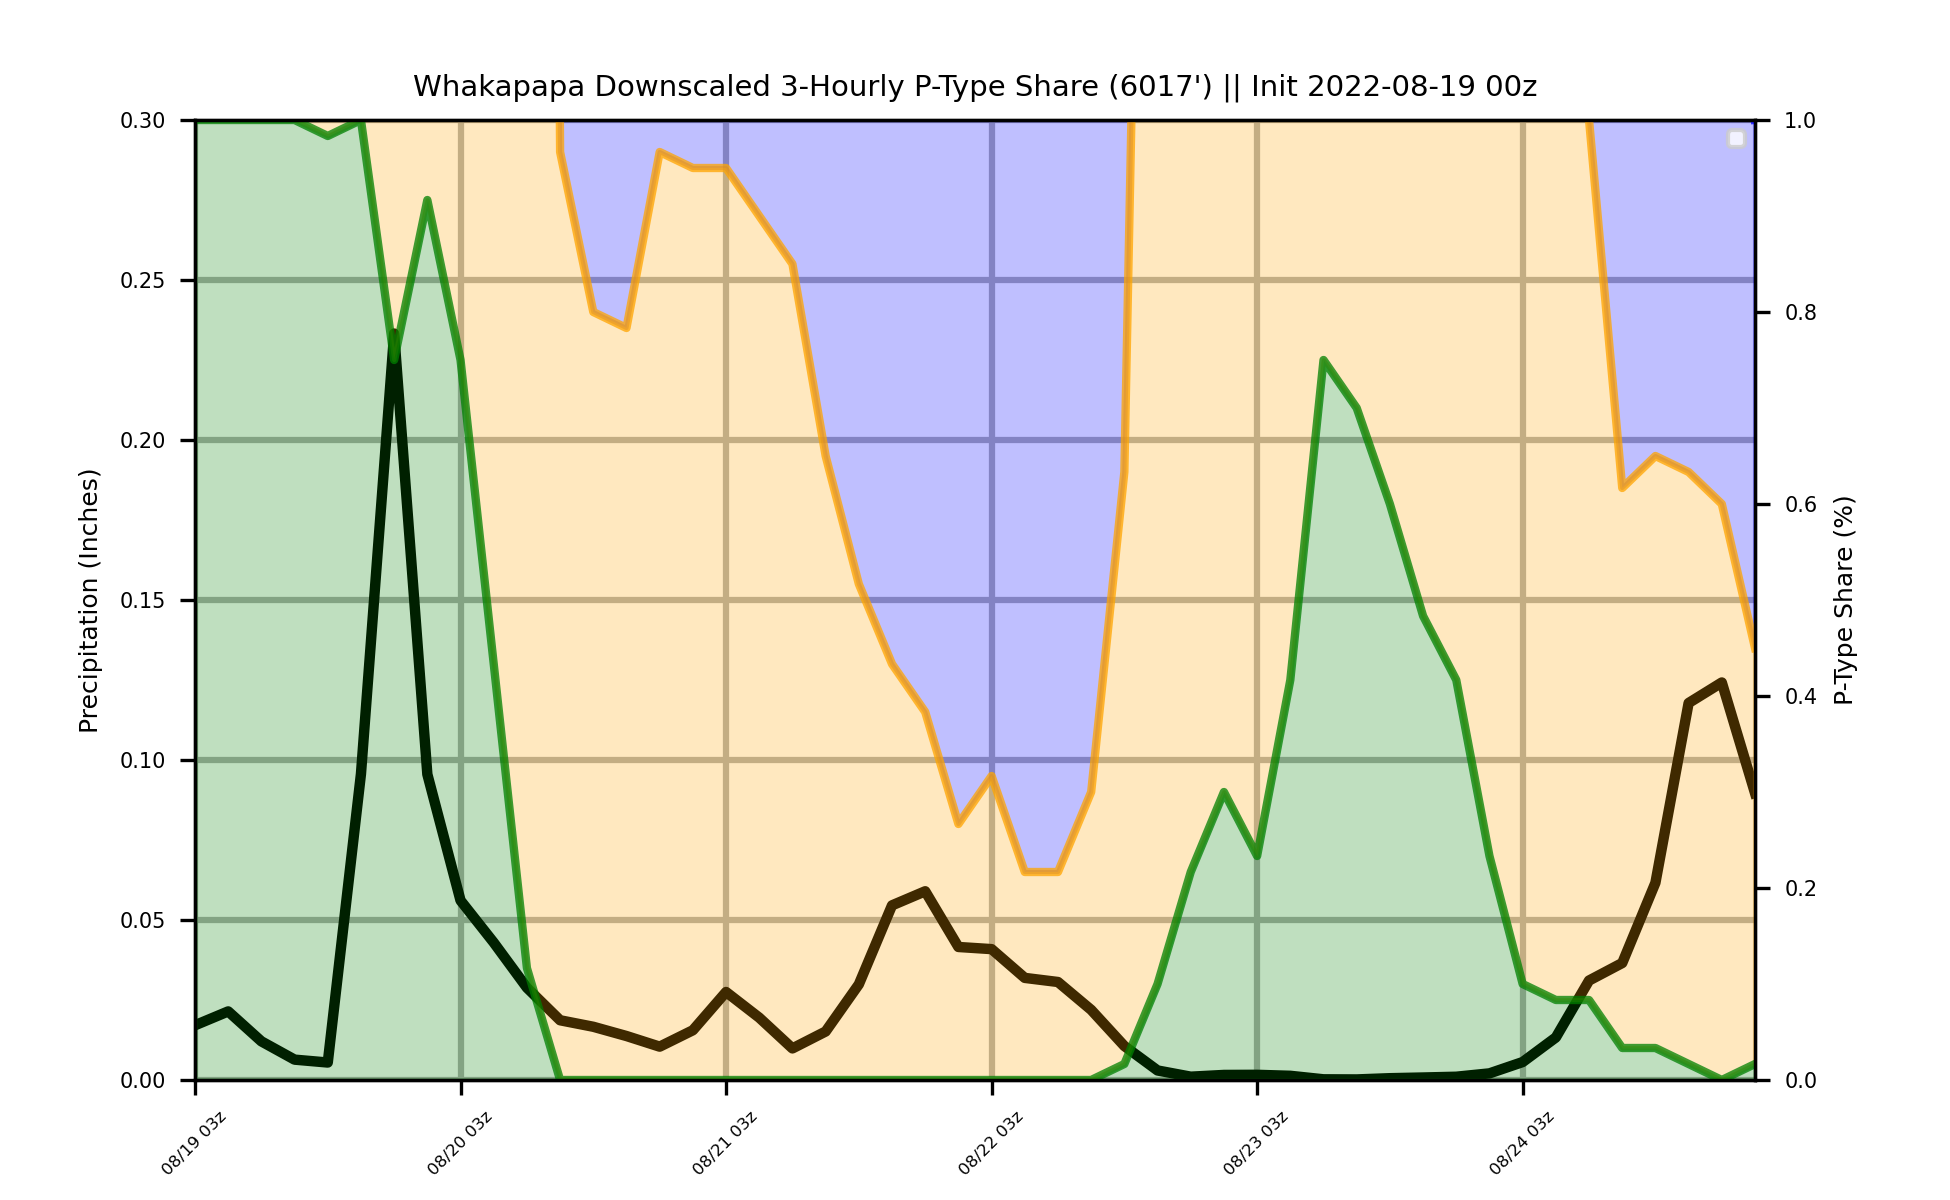 Whakapapa Downscaled 3-Hourly P-Type Share (6017') || Init 2022-08-19 00z
0.30
0.25
0.20
0.15
0.10
0.05
0.00
Precipitation (Inches)
1.0
0.8
0.6
0.4
0.2
0.0
P-Type Share (%)
08/19 03z
08/20 03z
08/21 03z
08/22 03z
08/23 03z
08/24 03z